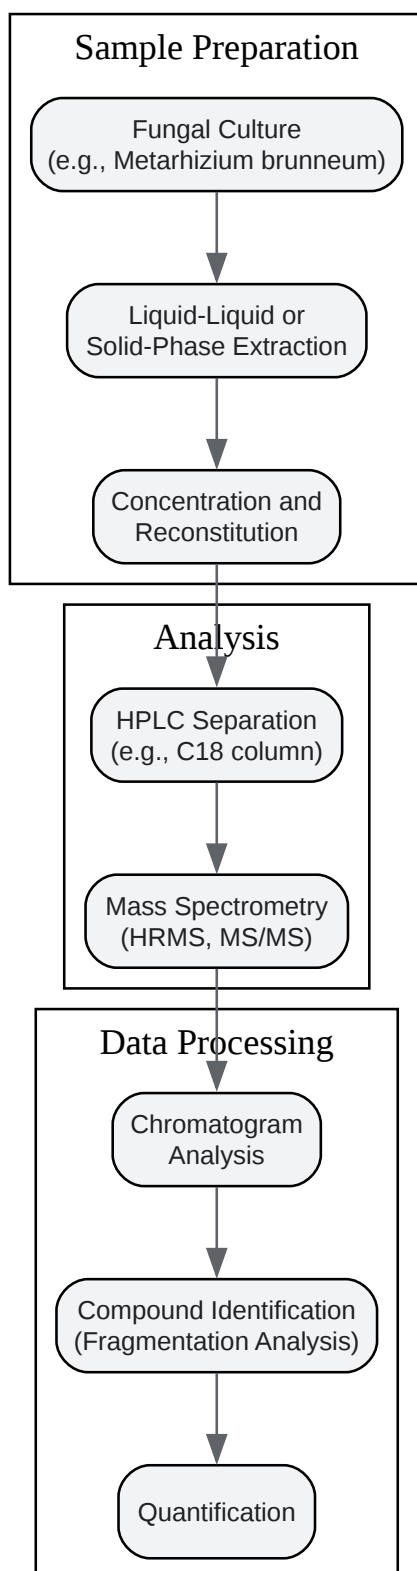 Sample Preparation
Fungal Culture
(e.g., Metarhizium brunneum)
Liquid-Liquid or
Solid-Phase Extraction
Concentration and
Reconstitution
Analysis
HPLC Separation
(e.g., C18 column)
Mass Spectrometry
(HRMS, MS/MS)
Data Processing
Chromatogram
Analysis
Compound Identification
(Fragmentation Analysis)
Quantification